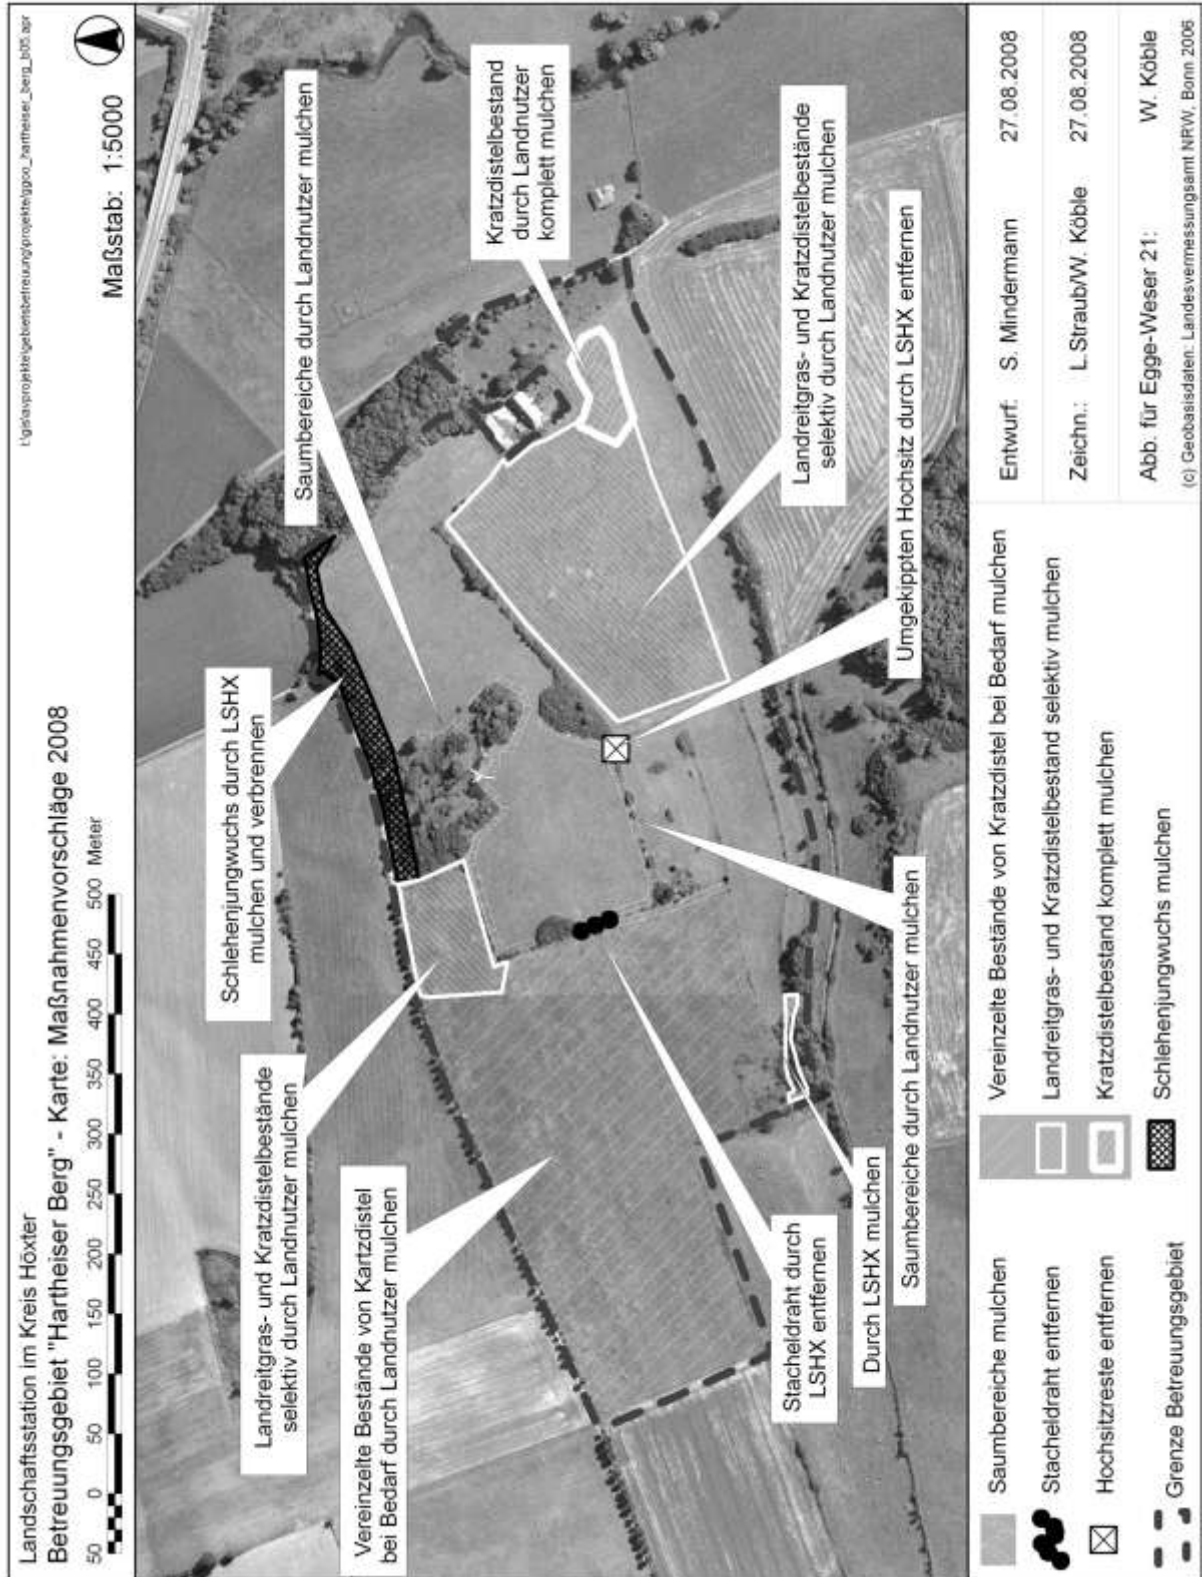 Landschaftsstation im Kreis Höxter
Betreuungsgebiet "Hartheiser Berg" - Karte: Maßnahmenvorschläge 2008
50 0 50 100 150 200 250 300 350 400 450 500 Meter
Maßstab: 1:5000
Schlehenjungwuchs durch LSHX
mulchen und verbrennen
Saumbereiche durch Landnutzer mulchen
Landreitgras- und Kratzdistelbestände
selektiv durch Landnutzer mulchen
Vereinzelte Bestände von Kartzdistel
bei Bedarf durch Landnutzer mulchen
Kratzdistelbestand
durch Landnutzer
komplett mulchen
Landreitgras- und Kratzdistelbestände
selektiv durch Landnutzer mulchen
Stacheldraht durch
LSHX entfernen
Durch LSHX mulchen
Saumbereiche durch Landnutzer mulchen
Umgekippten Hochsitz durch LSHX entfernen
Saumbereiche mulchen
Stacheldraht entfernen
Hochsitzreste entfernen
Grenze Betreuungsgebiet
Vereinzelte Bestände von Kratzdistel bei Bedarf mulchen
Landreitgras- und Kratzdistelbestand selektiv mulchen
Kratzdistelbestand komplett mulchen
Schlehenjungwuchs mulchen
Entwurf: S. Mindermann 27.08.2008
Zeichn.: L.Straub/W. Köble 27.08.2008
Abb. für Egge-Weser 21: W. Köble
(c) Geobasisdaten: Landesvermessungsamt NRW, Bonn 2006